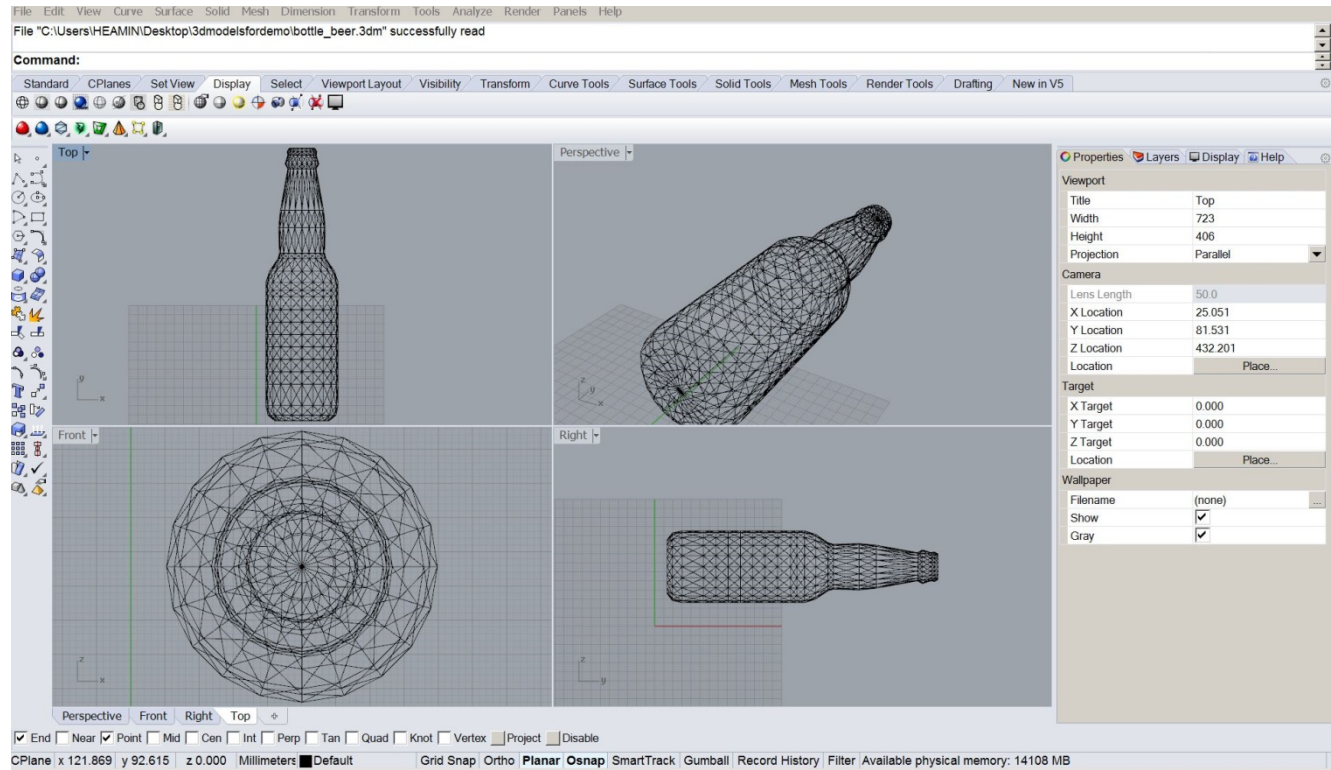 File Edit View Curve Surface Solid Mesh Dimension Transform Tools Analyze Render Panels Help
File "C:\Users\HEAMIN\Desktop\3dmodelsfordemo\bottle_beer.3dm" successfully read
Command:
Standard CPlanes Set View Display Select Viewport Layout Visibility Transform Curve Tools Surface Tools Solid Tools Mesh Tools Render Tools Drafting New in V5
Top
Perspective
Properties Layers Display Help
Viewport
Title Top
Width 723
Height 406
Projection Parallel
Camera
Lens Length 50.0
X Location 25.051
Y Location 81.531
Z Location 432.201
Location Place...
Target
X Target 0.000
Y Target 0.000
Z Target 0.000
Location Place...
Wallpaper
Filename (none) ...
Show
Gray
y
x
z
y
x
Front
Right
z
x
z
y
Perspective Front Right Top
End Near Point Mid Cen Int Perp Tan Quad Knot Vertex Project Disable
CPlane x 121.869 y 92.615 z 0.000 Millimeters Default Grid Snap Ortho Planar Osnap SmartTrack Gumball Record History Filter Available physical memory: 14108 MB